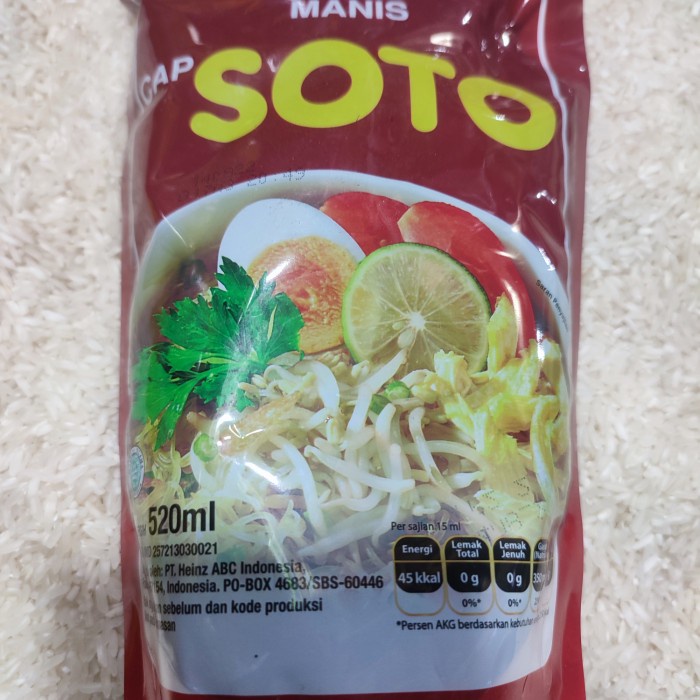 MANIS
CAP SOTO
520ml
257213030021
PT. Heinz ABC Indonesia,
Indonesia. PO-BOX 4683/SBS-60446
sebelum dan kode produksi
Per sajian 15 ml
Energi
45 kkal
Lemak Total
0 g
0%*
Lemak Jenuh
0 g
0%*
*Persen AKG berdasarkan kebutuhan